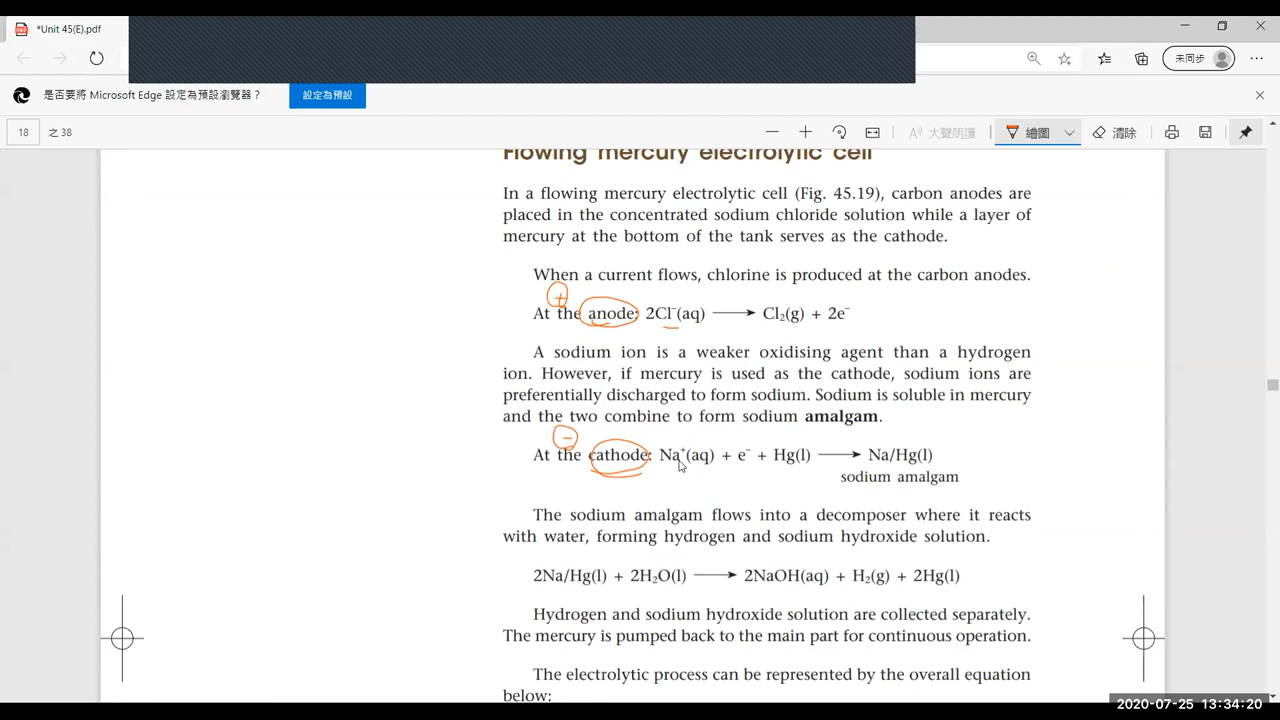 *Unit 45(E).pdf
未同步
是否要將 Microsoft Edge 設定為預設瀏覽器？
設定為預設
18 之 38
大聲朗讀
繪圖
清除
Flowing mercury electrolytic cell
In a flowing mercury electrolytic cell (Fig. 45.19), carbon anodes are
placed in the concentrated sodium chloride solution while a layer of
mercury at the bottom of the tank serves as the cathode.
When a current flows, chlorine is produced at the carbon anodes.
+
At the anode: 2Cl⁻(aq) ⟶ Cl₂(g) + 2e⁻
A sodium ion is a weaker oxidising agent than a hydrogen
ion. However, if mercury is used as the cathode, sodium ions are
preferentially discharged to form sodium. Sodium is soluble in mercury
and the two combine to form sodium amalgam.
−
At the cathode: Na⁺(aq) + e⁻ + Hg(l) ⟶ Na/Hg(l)
sodium amalgam
The sodium amalgam flows into a decomposer where it reacts
with water, forming hydrogen and sodium hydroxide solution.
2Na/Hg(l) + 2H₂O(l) ⟶ 2NaOH(aq) + H₂(g) + 2Hg(l)
Hydrogen and sodium hydroxide solution are collected separately.
The mercury is pumped back to the main part for continuous operation.
The electrolytic process can be represented by the overall equation
below:
2020-07-25 13:34:20